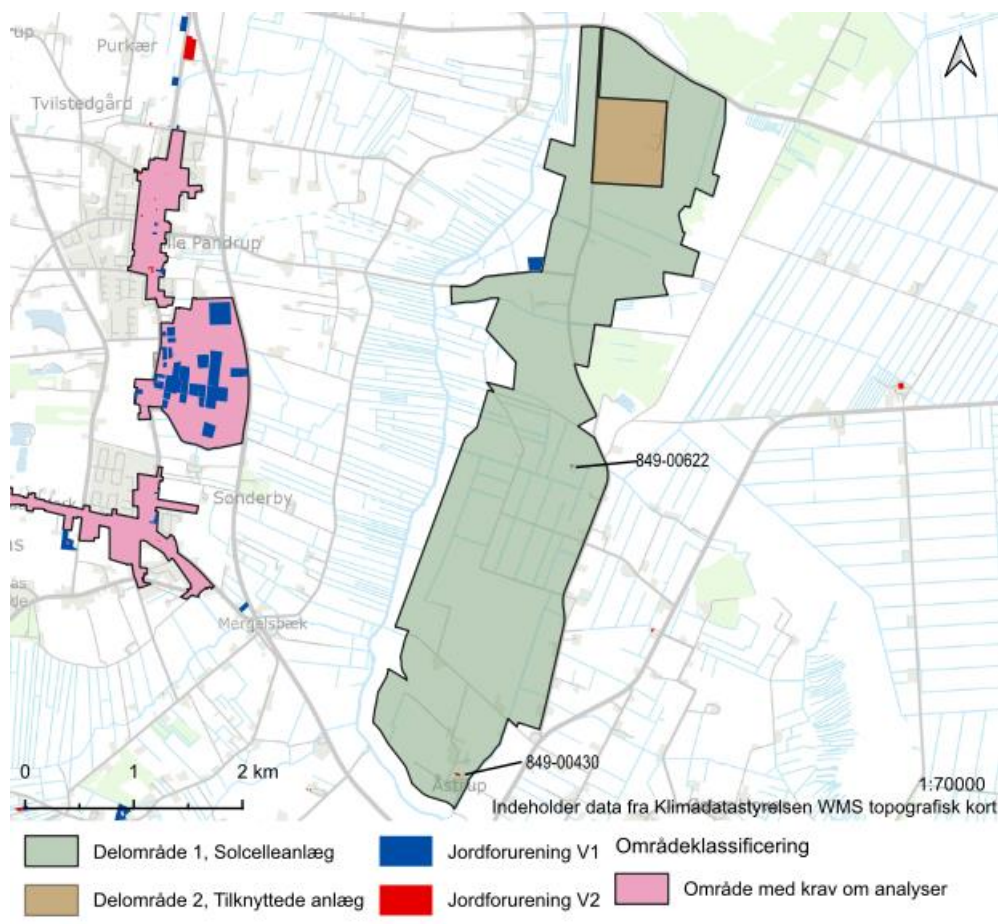 Purkær
Tvilstedgård
Pandrup
849-00622
Sønderby
Mergelsbæk
849-00430
Åstrup
0 1 2 km
1:70000
Indeholder data fra Klimadatastyrelsen WMS topografisk kort
Delområde 1, Solcelleanlæg
Jordforurening V1
Områdeklassificering
Delområde 2, Tilknyttede anlæg
Jordforurening V2
Område med krav om analyser